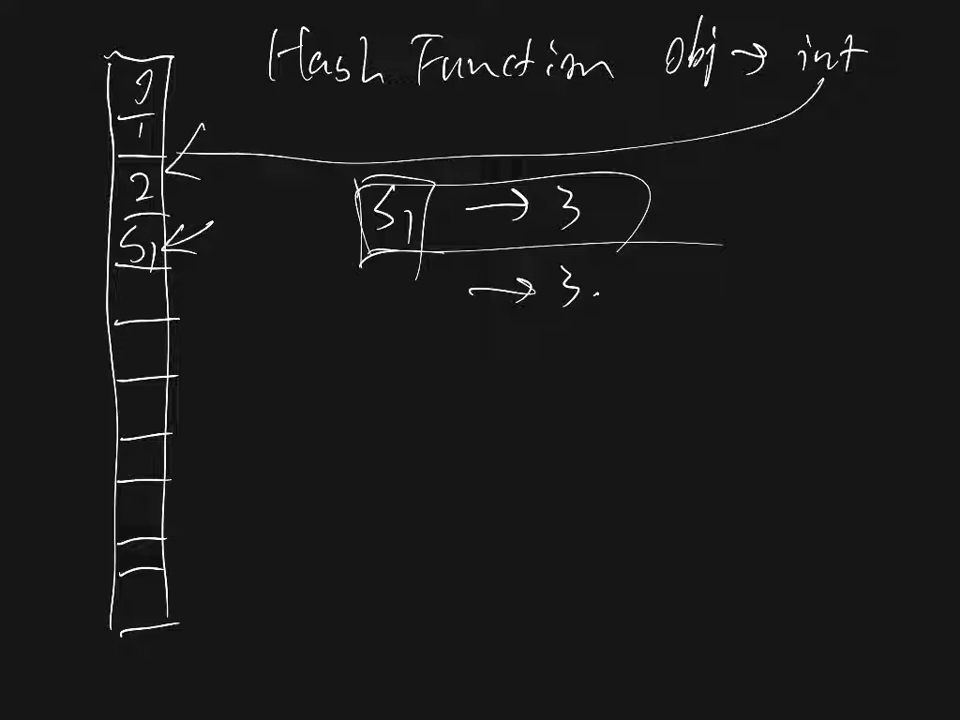 Hash Function obj → int
0
1
2
S1
S1 → 3
→ 3.